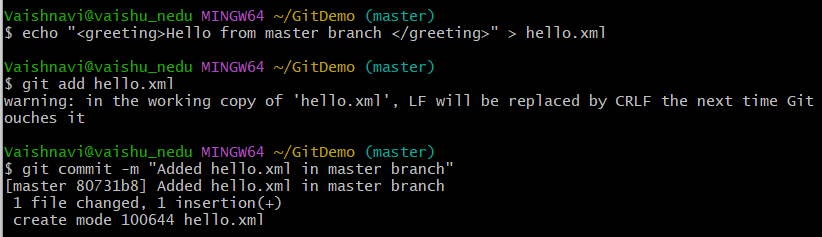 Vaishnavi@vaishu_nedu MINGW64 ~/GitDemo (master)
$ echo "<greeting>Hello from master branch </greeting>" > hello.xml
Vaishnavi@vaishu_nedu MINGW64 ~/GitDemo (master)
$ git add hello.xml
warning: in the working copy of 'hello.xml', LF will be replaced by CRLF the next time Git
ouches it
Vaishnavi@vaishu_nedu MINGW64 ~/GitDemo (master)
$ git commit -m "Added hello.xml in master branch"
[master 80731b8] Added hello.xml in master branch
 1 file changed, 1 insertion(+)
 create mode 100644 hello.xml